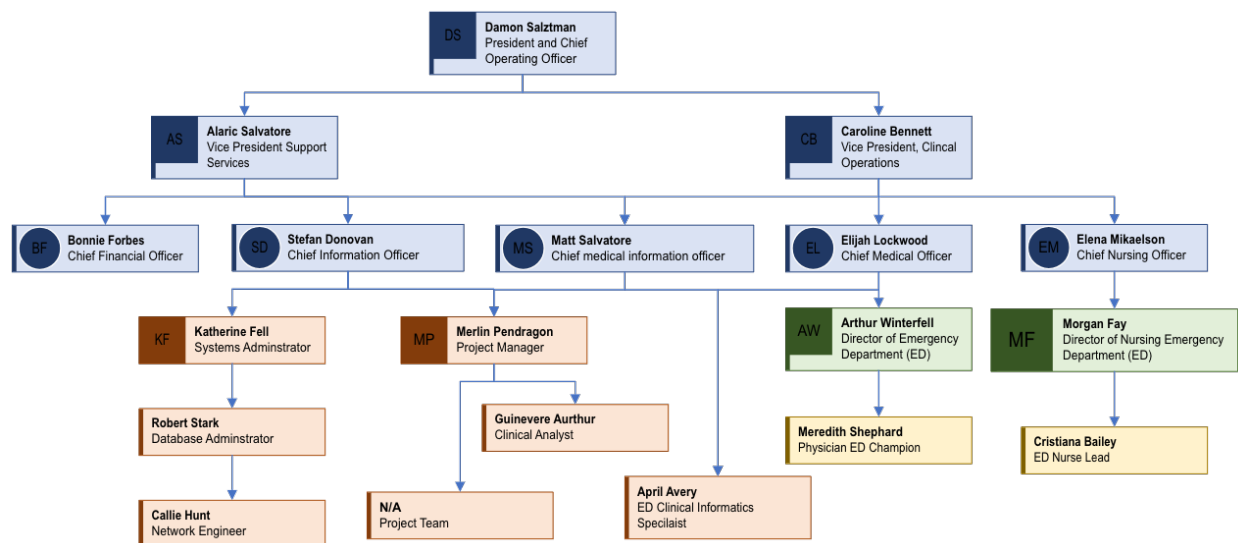 DS
Damon Salztman
President and Chief
Operating Officer
AS
Alaric Salvatore
Vice President Support
Services
CB
Caroline Bennett
Vice President, Clincal
Operations
BF
Bonnie Forbes
Chief Financial Officer
SD
Stefan Donovan
Chief Information Officer
MS
Matt Salvatore
Chief medical information officer
EL
Elijah Lockwood
Chief Medical Officer
EM
Elena Mikaelson
Chief Nursing Officer
KF
Katherine Fell
Systems Adminstrator
MP
Merlin Pendragon
Project Manager
AW
Arthur Winterfell
Director of Emergency
Department (ED)
MF
Morgan Fay
Director of Nursing Emergency
Department (ED)
Robert Stark
Database Adminstrator
Guinevere Aurthur
Clinical Analyst
Meredith Shephard
Physician ED Champion
Cristiana Bailey
ED Nurse Lead
Callie Hunt
Network Engineer
N/A
Project Team
April Avery
ED Clinical Informatics
Specilaist